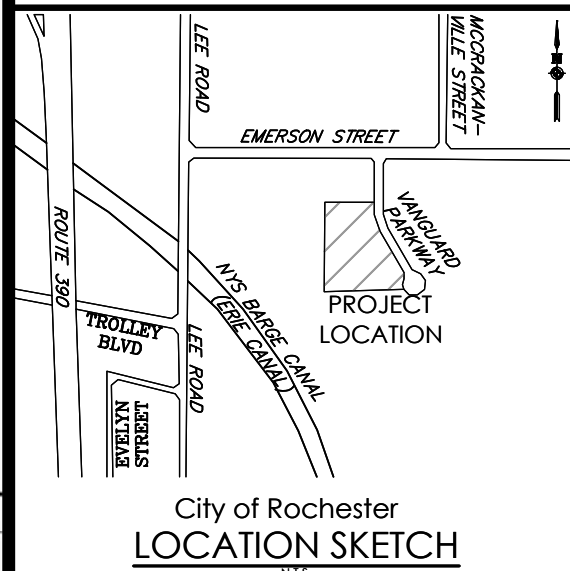 LEE ROAD
MCCRACKAN-
VILLE STREET
N
EMERSON STREET
VANGUARD
PARKWAY
ROUTE 390
NYS BARGE CANAL
(ERIE CANAL)
PROJECT
LOCATION
TROLLEY
BLVD
LEE ROAD
EVELYN
STREET
City of Rochester
LOCATION SKETCH
N.T.S.